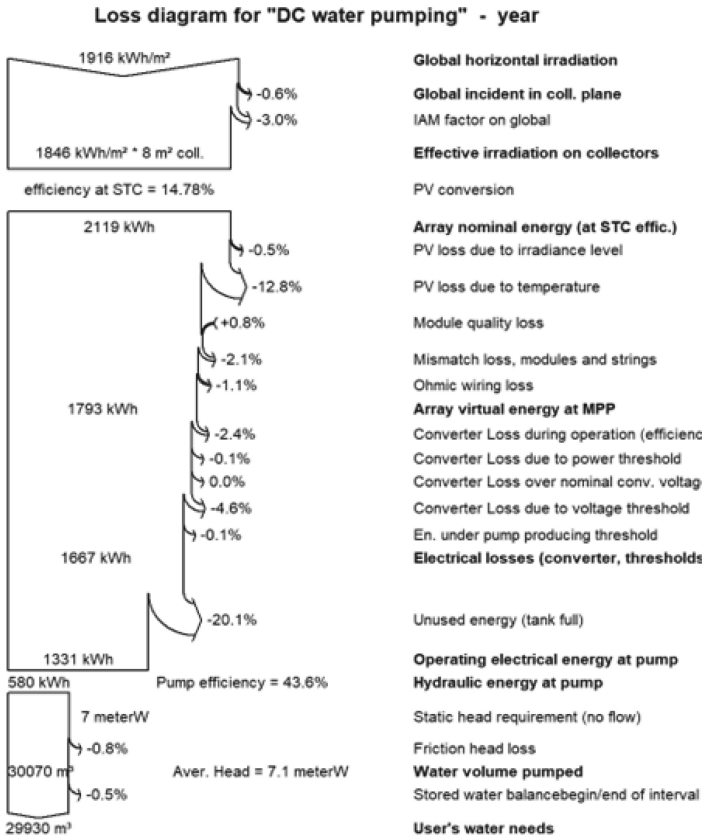 Loss diagram for "DC water pumping" - year
1916 kWh/m² Global horizontal irradiation
-0.6% Global incident in coll. plane
-3.0% IAM factor on global
1846 kWh/m² * 8 m² coll. Effective irradiation on collectors
efficiency at STC = 14.78% PV conversion
2119 kWh Array nominal energy (at STC effic.)
-0.5% PV loss due to irradiance level
-12.8% PV loss due to temperature
+0.8% Module quality loss
-2.1% Mismatch loss, modules and strings
-1.1% Ohmic wiring loss
1793 kWh Array virtual energy at MPP
-2.4% Converter Loss during operation (efficienc
-0.1% Converter Loss due to power threshold
0.0% Converter Loss over nominal conv. voltage
-4.6% Converter Loss due to voltage threshold
-0.1% En. under pump producing threshold
1667 kWh Electrical losses (converter, thresholds
-20.1% Unused energy (tank full)
1331 kWh Operating electrical energy at pump
580 kWh Pump efficiency = 43.6% Hydraulic energy at pump
7 meterW Static head requirement (no flow)
-0.8% Friction head loss
30070 m³ Aver. Head = 7.1 meterW Water volume pumped
-0.5% Stored water balancebegin/end of interval
29930 m³ User's water needs